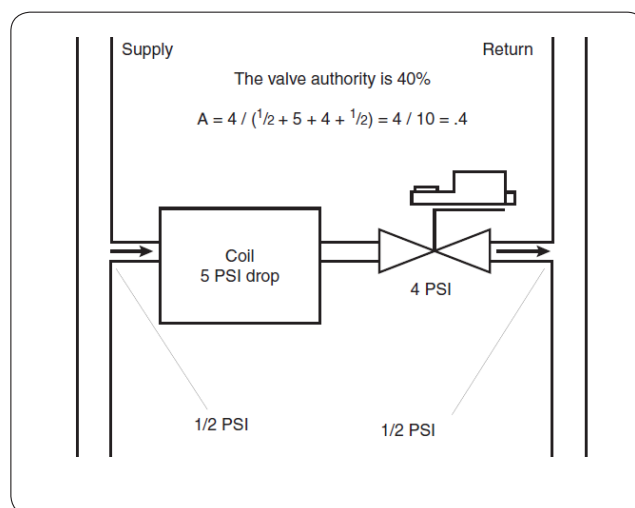 Supply
Return
The valve authority is 40%
A = 4 / (1/2 + 5 + 4 + 1/2) = 4 / 10 = .4
Coil
5 PSI drop
4 PSI
1/2 PSI
1/2 PSI